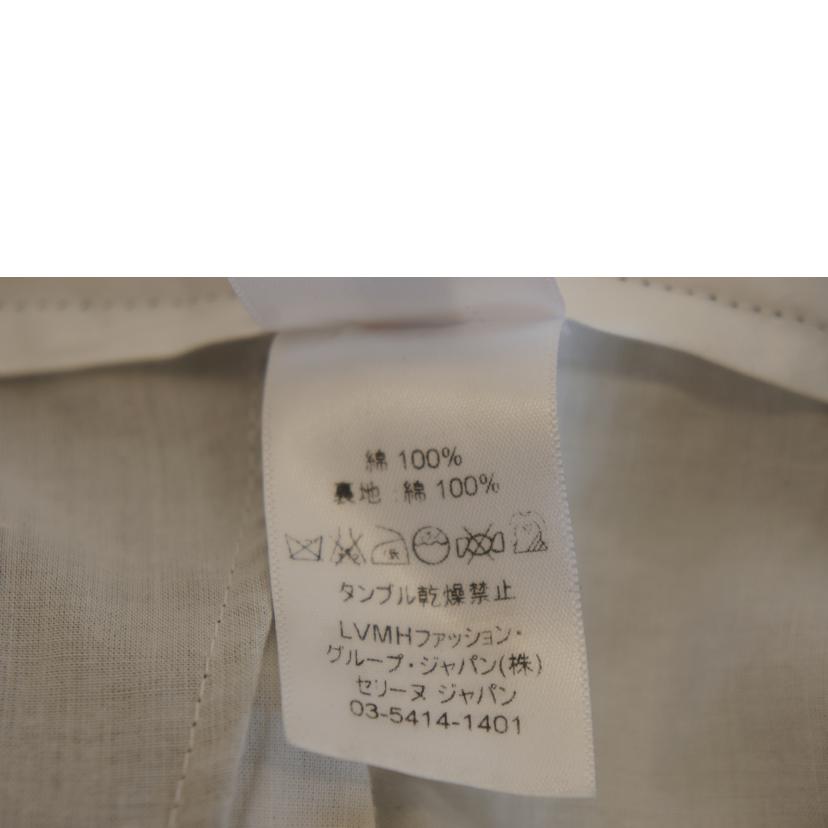 綿 100%
裏地 : 綿 100%
タンブル乾燥禁止
LVMHファッション・
グループ・ジャパン(株)
セリーヌ ジャパン
03-5414-1401